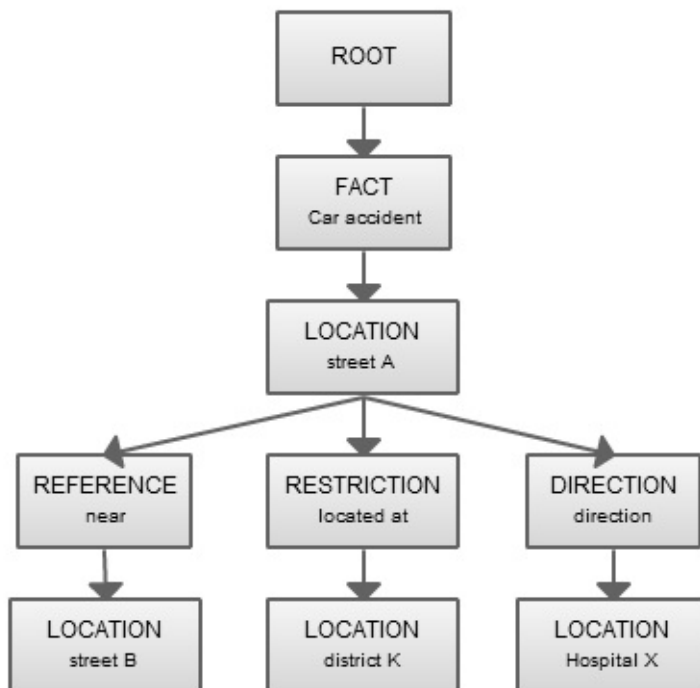 ROOT
FACT
Car accident
LOCATION
street A
REFERENCE
near
RESTRICTION
located at
DIRECTION
direction
LOCATION
street B
LOCATION
district K
LOCATION
Hospital X